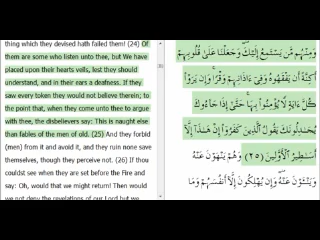 thing which they devised hath failed them! (24) Of
them are some who listen unto thee, but We have
placed upon their hearts veils, lest they should
understand, and in their ears a deafness. If they
saw every token they would not believe therein; to
the point that, when they come unto thee to argue
with thee, the disbelievers say: This is naught else
than fables of the men of old. (25) And they forbid
(men) from it and avoid it, and they ruin none save
themselves, though they perceive not. (26) If thou
couldst see when they are set before the Fire and
say: Oh, would that we might return! Then would
we not deny the revelations of our Lord but we
وَمِنْهُم مَّن يَسْتَمِعُ إِلَيْكَ وَجَعَلْنَا عَلَىٰ قُلُوبِهِمْ
أَكِنَّةً أَن يَفْقَهُوهُ وَفِي ءَاذَانِهِمْ وَقْرًا وَإِن يَرَوْا
كُلَّ ءَايَةٍ لَّا يُؤْمِنُوا بِهَا حَتَّىٰ إِذَا جَاءُوكَ
يُجَادِلُونَكَ يَقُولُ الَّذِينَ كَفَرُوا إِنْ هَٰذَا إِلَّا
أَسَاطِيرُ الْأَوَّلِينَ (٢٥) وَهُمْ يَنْهَوْنَ عَنْهُ
وَيَنْأَوْنَ عَنْهُ وَإِن يُهْلِكُونَ إِلَّا أَنفُسَهُمْ وَمَا